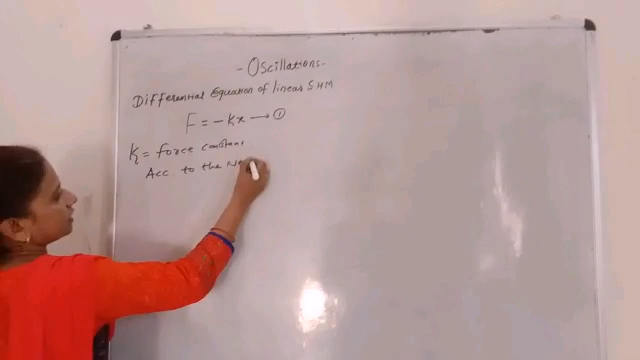 - Oscillations -
Differential Equation of linear SHM
F = - kx → ①
K = force constant
Acc to the